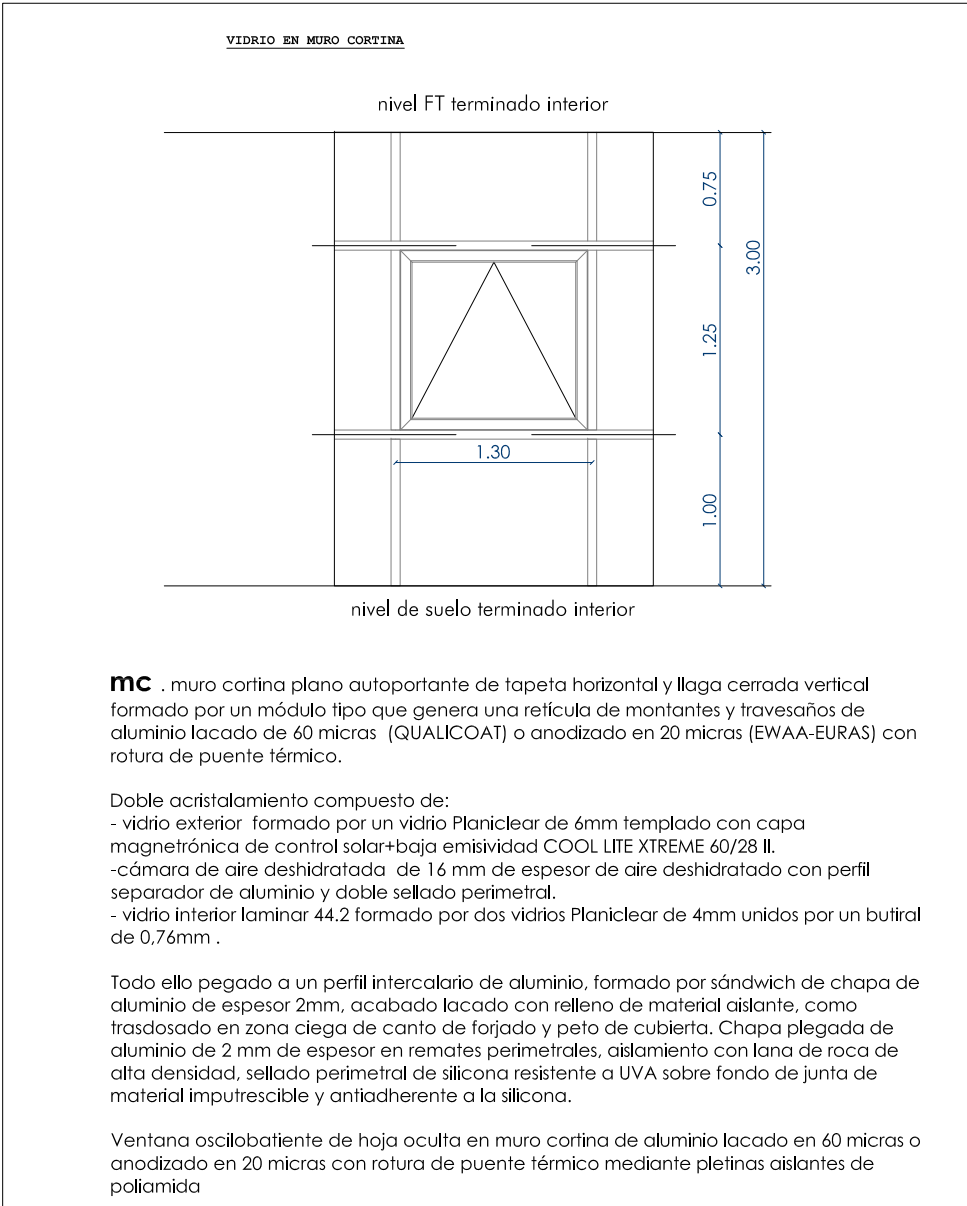 VIDRIO EN MURO CORTINA
nivel FT terminado interior
0.75
3.00
1.25
1.30
1.00
nivel de suelo terminado interior
mc . muro cortina plano autoportante de tapeta horizontal y llaga cerrada vertical
formado por un módulo tipo que genera una retícula de montantes y travesaños de
aluminio lacado de 60 micras (QUALICOAT) o anodizado en 20 micras (EWAA-EURAS) con
rotura de puente térmico.
Doble acristalamiento compuesto de:
- vidrio exterior formado por un vidrio Planiclear de 6mm templado con capa
magnetrónica de control solar+baja emisividad COOL LITE XTREME 60/28 II.
-cámara de aire deshidratada de 16 mm de espesor de aire deshidratado con perfil
separador de aluminio y doble sellado perimetral.
- vidrio interior laminar 44.2 formado por dos vidrios Planiclear de 4mm unidos por un butiral
de 0,76mm .
Todo ello pegado a un perfil intercalario de aluminio, formado por sándwich de chapa de
aluminio de espesor 2mm, acabado lacado con relleno de material aislante, como
trasdosado en zona ciega de canto de forjado y peto de cubierta. Chapa plegada de
aluminio de 2 mm de espesor en remates perimetrales, aislamiento con lana de roca de
alta densidad, sellado perimetral de silicona resistente a UVA sobre fondo de junta de
material imputrescible y antiadherente a la silicona.
Ventana oscilobatiente de hoja oculta en muro cortina de aluminio lacado en 60 micras o
anodizado en 20 micras con rotura de puente térmico mediante pletinas aislantes de
poliamida